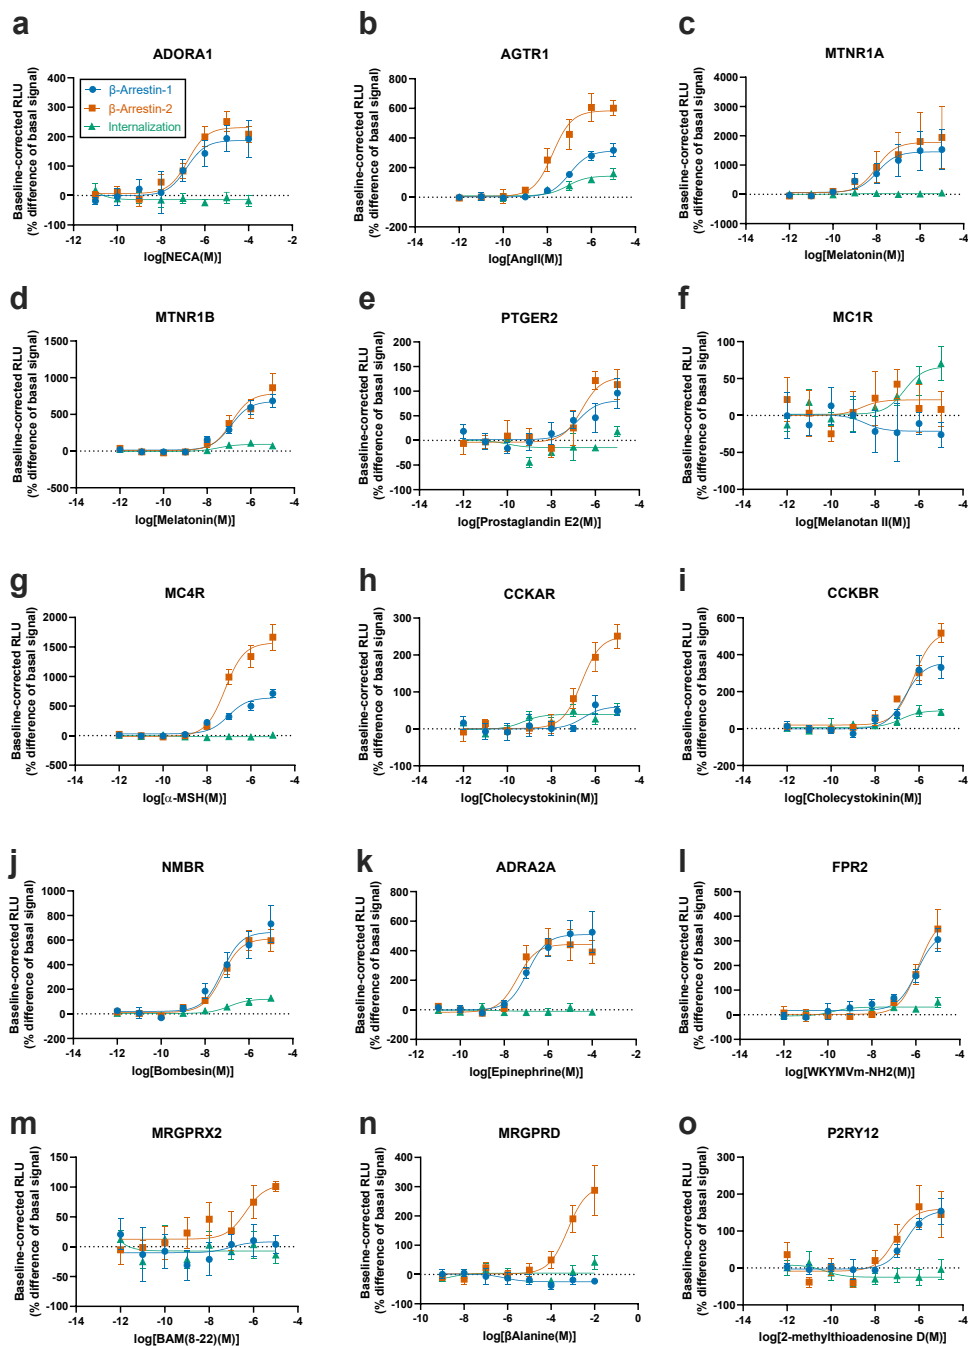 a
ADORA1
Baseline-corrected RLU
(% difference of basal signal)
400
300
200
100
0
-100
β-Arrestin-1
β-Arrestin-2
Internalization
-12 -10 -8 -6 -4 -2
log[NECA(M)]
b
AGTR1
Baseline-corrected RLU
(% difference of basal signal)
800
600
400
200
0
-200
-14 -12 -10 -8 -6 -4
log[AngII(M)]
c
MTNR1A
Baseline-corrected RLU
(% difference of basal signal)
4000
3000
2000
1000
0
-1000
-14 -12 -10 -8 -6 -4
log[Melatonin(M)]
d
MTNR1B
Baseline-corrected RLU
(% difference of basal signal)
1500
1000
500
0
-500
-14 -12 -10 -8 -6 -4
log[Melatonin(M)]
e
PTGER2
Baseline-corrected RLU
(% difference of basal signal)
200
150
100
50
0
-50
-100
-14 -12 -10 -8 -6 -4
log[Prostaglandin E2(M)]
f
MC1R
Baseline-corrected RLU
(% difference of basal signal)
100
50
0
-50
-100
-14 -12 -10 -8 -6 -4
log[Melanotan II(M)]
g
MC4R
Baseline-corrected RLU
(% difference of basal signal)
2000
1500
1000
500
0
-500
-14 -12 -10 -8 -6 -4
log[α-MSH(M)]
h
CCKAR
Baseline-corrected RLU
(% difference of basal signal)
300
200
100
0
-100
-14 -12 -10 -8 -6 -4
log[Cholecystokinin(M)]
i
CCKBR
Baseline-corrected RLU
(% difference of basal signal)
600
400
200
0
-200
-14 -12 -10 -8 -6 -4
log[Cholecystokinin(M)]
j
NMBR
Baseline-corrected RLU
(% difference of basal signal)
1000
800
600
400
200
0
-200
-14 -12 -10 -8 -6 -4
log[Bombesin(M)]
k
ADRA2A
Baseline-corrected RLU
(% difference of basal signal)
800
600
400
200
0
-200
-12 -10 -8 -6 -4 -2
log[Epinephrine(M)]
l
FPR2
Baseline-corrected RLU
(% difference of basal signal)
500
400
300
200
100
0
-100
-14 -12 -10 -8 -6 -4
log[WKYMVm-NH2(M)]
m
MRGPRX2
Baseline-corrected RLU
(% difference of basal signal)
150
100
50
0
-50
-100
-14 -12 -10 -8 -6 -4
log[BAM(8-22)(M)]
n
MRGPRD
Baseline-corrected RLU
(% difference of basal signal)
400
300
200
100
0
-100
-10 -8 -6 -4 -2 0
log[βAlanine(M)]
o
P2RY12
Baseline-corrected RLU
(% difference of basal signal)
300
200
100
0
-100
-14 -12 -10 -8 -6 -4
log[2-methylthioadenosine D(M)]